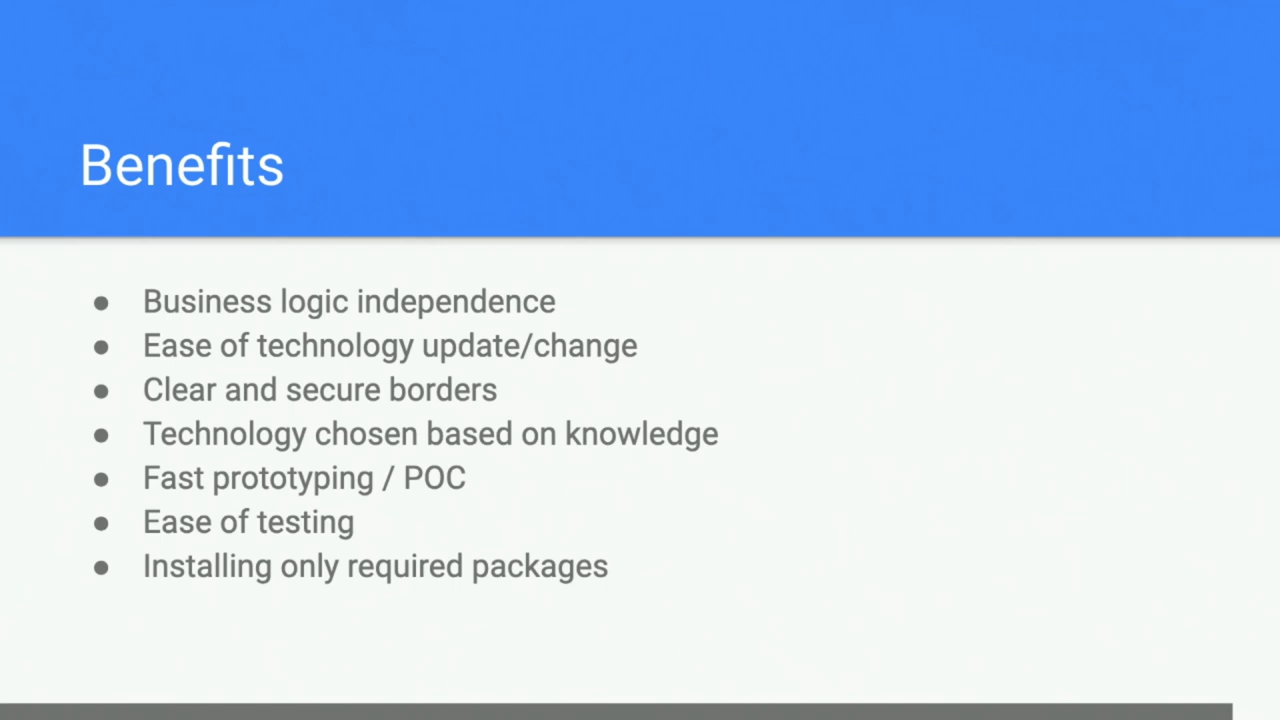 Benefits
● Business logic independence
● Ease of technology update/change
● Clear and secure borders
● Technology chosen based on knowledge
● Fast prototyping / POC
● Ease of testing
● Installing only required packages